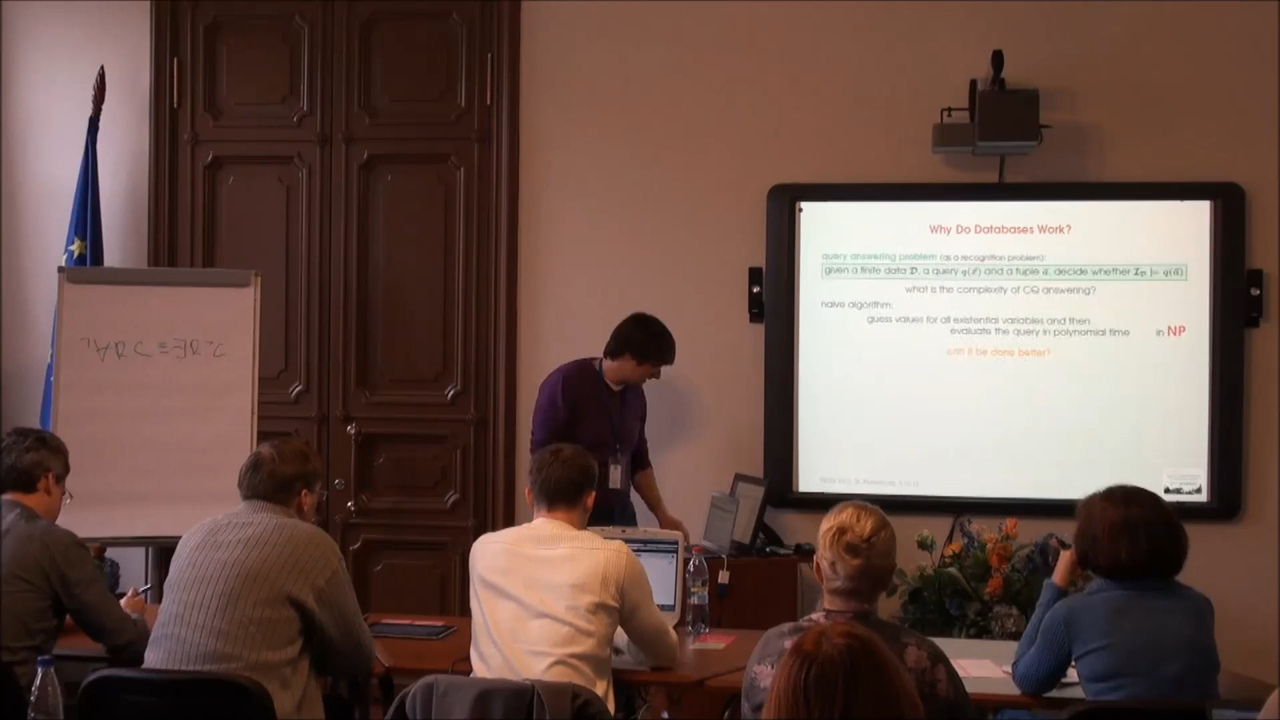 Why Do Databases Work?
query answering problem (as a recognition problem):
given a finite data D, a query q(x⃗) and a tuple a⃗, decide whether I_D ⊨ q(a⃗)
what is the complexity of CQ answering?
naive algorithm:
guess values for all existential variables and then
evaluate the query in polynomial time in NP
can it be done better?